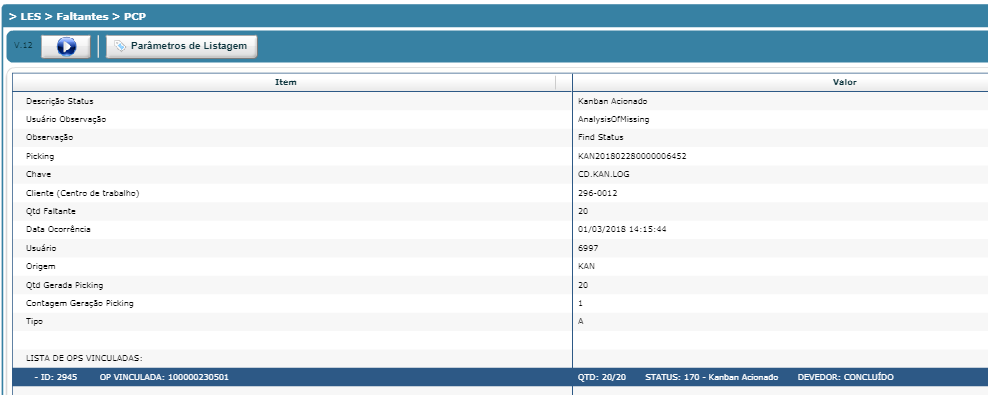 > LES > Faltantes > PCP
V.12 Parâmetros de Listagem
Item Valor
Descrição Status Kanban Acionado
Usuário Observação AnalysisOfMissing
Observação Find Status
Picking KAN201802280000006452
Chave CD.KAN.LOG
Cliente (Centro de trabalho) 296-0012
Qtd Faltante 20
Data Ocorrência 01/03/2018 14:15:44
Usuário 6997
Origem KAN
Qtd Gerada Picking 20
Contagem Geração Picking 1
Tipo A
LISTA DE OPS VINCULADAS:
- ID: 2945 OP VINCULADA: 100000230501 QTD: 20/20 STATUS: 170 - Kanban Acionado DEVEDOR: CONCLUÍDO